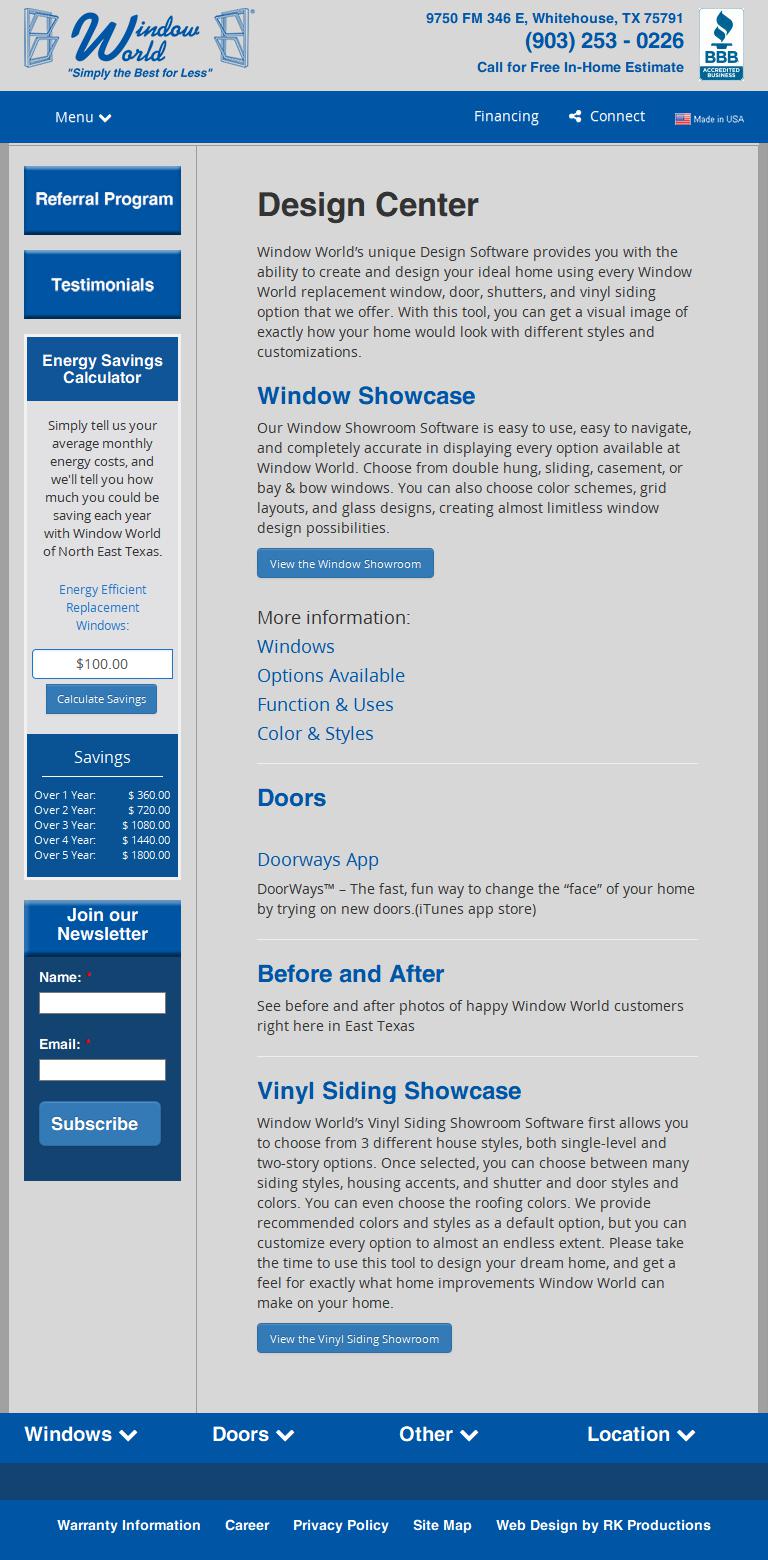 Window
World
®
"Simply the Best for Less"
9750 FM 346 E, Whitehouse, TX 75791
(903) 253 - 0226
Call for Free In-Home Estimate
BBB
ACCREDITED
BUSINESS
Menu
Financing
Connect
Made in USA
Referral Program
Testimonials
Energy Savings
Calculator
Simply tell us your
average monthly
energy costs, and
we'll tell you how
much you could be
saving each year
with Window World
of North East Texas.
Energy Efficient
Replacement
Windows:
$100.00
Calculate Savings
Savings
Over 1 Year: $ 360.00
Over 2 Year: $ 720.00
Over 3 Year: $ 1080.00
Over 4 Year: $ 1440.00
Over 5 Year: $ 1800.00
Join our
Newsletter
Name: *
Email: *
Subscribe
Design Center
Window World’s unique Design Software provides you with the
ability to create and design your ideal home using every Window
World replacement window, door, shutters, and vinyl siding
option that we offer. With this tool, you can get a visual image of
exactly how your home would look with different styles and
customizations.
Window Showcase
Our Window Showroom Software is easy to use, easy to navigate,
and completely accurate in displaying every option available at
Window World. Choose from double hung, sliding, casement, or
bay & bow windows. You can also choose color schemes, grid
layouts, and glass designs, creating almost limitless window
design possibilities.
View the Window Showroom
More information:
Windows
Options Available
Function & Uses
Color & Styles
Doors
Doorways App
DoorWays™ – The fast, fun way to change the “face” of your home
by trying on new doors.(iTunes app store)
Before and After
See before and after photos of happy Window World customers
right here in East Texas
Vinyl Siding Showcase
Window World’s Vinyl Siding Showroom Software first allows you
to choose from 3 different house styles, both single-level and
two-story options. Once selected, you can choose between many
siding styles, housing accents, and shutter and door styles and
colors. You can even choose the roofing colors. We provide
recommended colors and styles as a default option, but you can
customize every option to almost an endless extent. Please take
the time to use this tool to design your dream home, and get a
feel for exactly what home improvements Window World can
make on your home.
View the Vinyl Siding Showroom
Windows
Doors
Other
Location
Warranty Information
Career
Privacy Policy
Site Map
Web Design by RK Productions